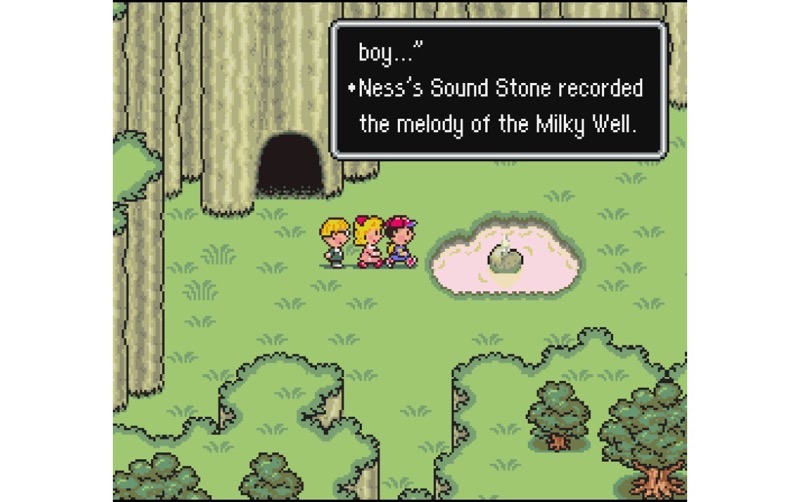 boy..."
•Ness's Sound Stone recorded
the melody of the Milky Well.